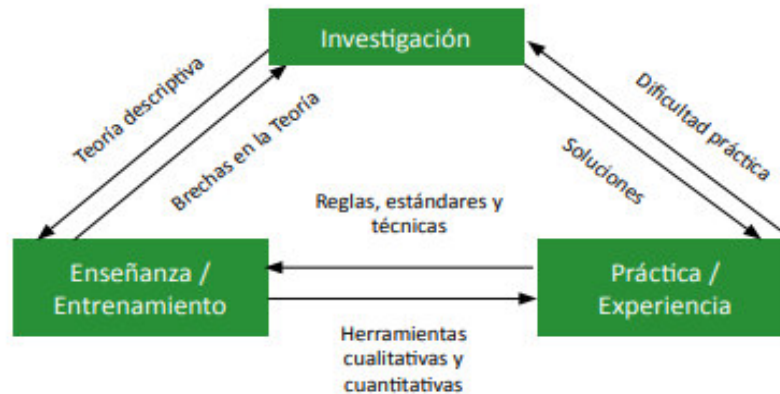 Investigación
Teoría descriptiva
Brechas en la Teoría
Dificultad práctica
Soluciones
Reglas, estándares y
técnicas
Enseñanza /
Entrenamiento
Práctica /
Experiencia
Herramientas
cualitativas y
cuantitativas